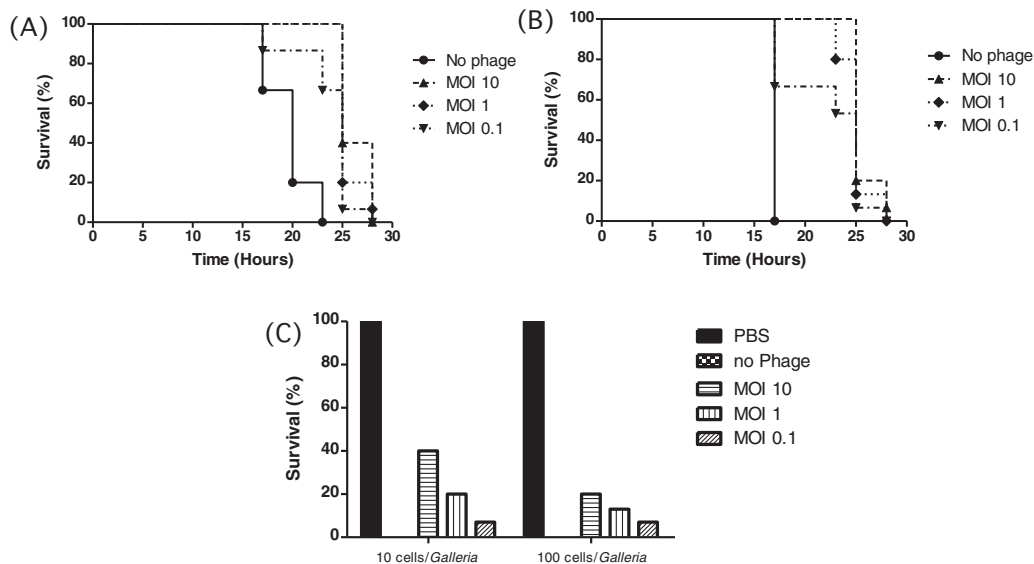 (A)
100
80
60
40
20
0
Survival (%)
0 5 10 15 20 25 30
Time (Hours)
No phage
MOI 10
MOI 1
MOI 0.1
(B)
100
80
60
40
20
0
Survival (%)
0 5 10 15 20 25 30
Time (Hours)
No phage
MOI 10
MOI 1
MOI 0.1
(C)
100
80
60
40
20
0
Survival (%)
10 cells/Galleria 100 cells/Galleria
PBS
no Phage
MOI 10
MOI 1
MOI 0.1